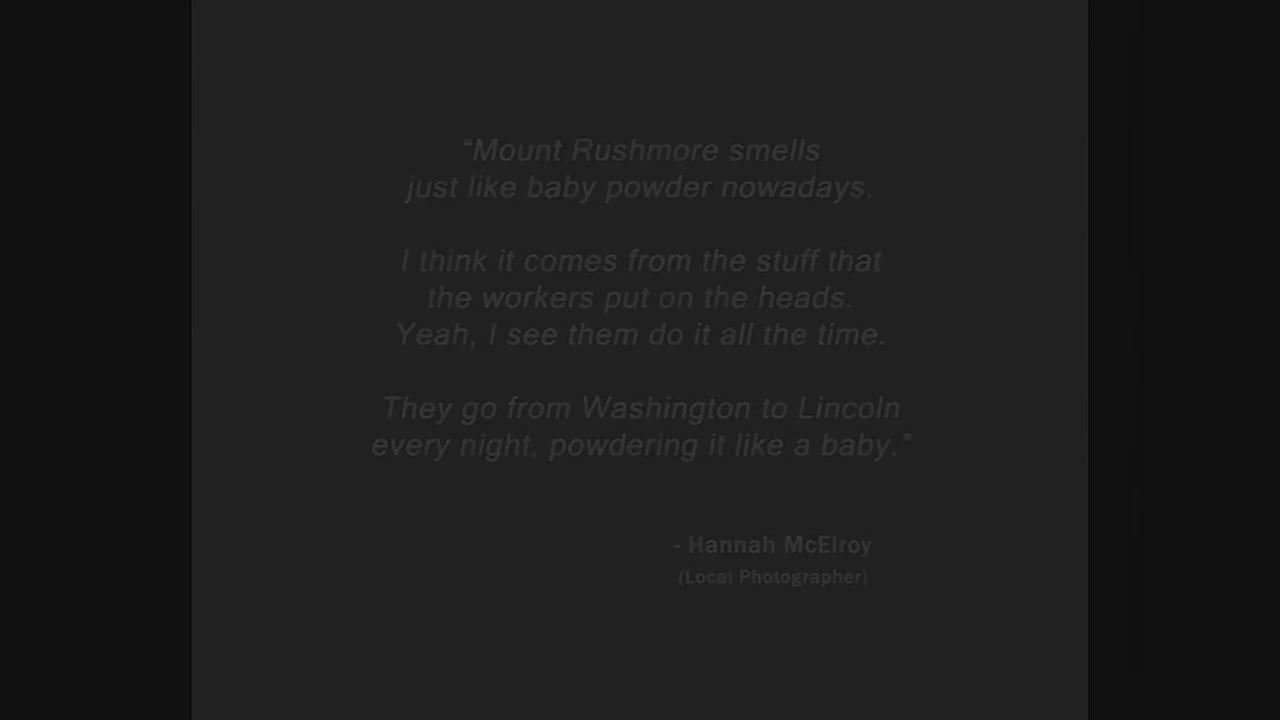 “Mount Rushmore smells
just like baby powder nowadays.
I think it comes from the stuff that
the workers put on the heads.
Yeah, I see them do it all the time.
They go from Washington to Lincoln
every night, powdering it like a baby.”
- Hannah McElroy
(Local Photographer)